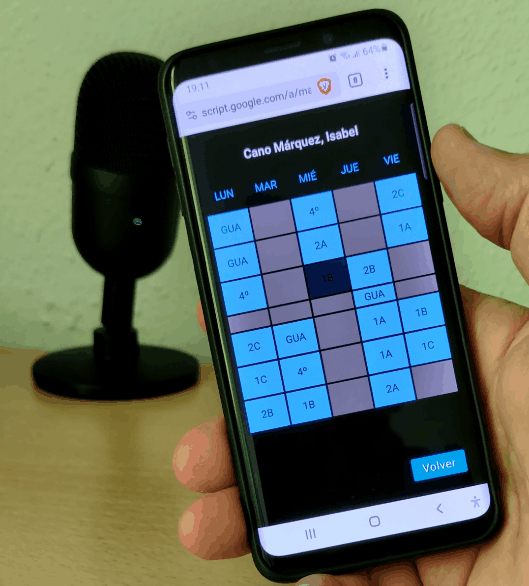 19:11 64%
script.google.com/a/ma 8
Cano Márquez, Isabel
LUN MAR MIÉ JUE VIE
GUA 4º 2C
GUA 2A 1A
4º 1B 2B
GUA
2C GUA 1A 1B
1C 4º 1A 1C
2B 1B 2A
Volver